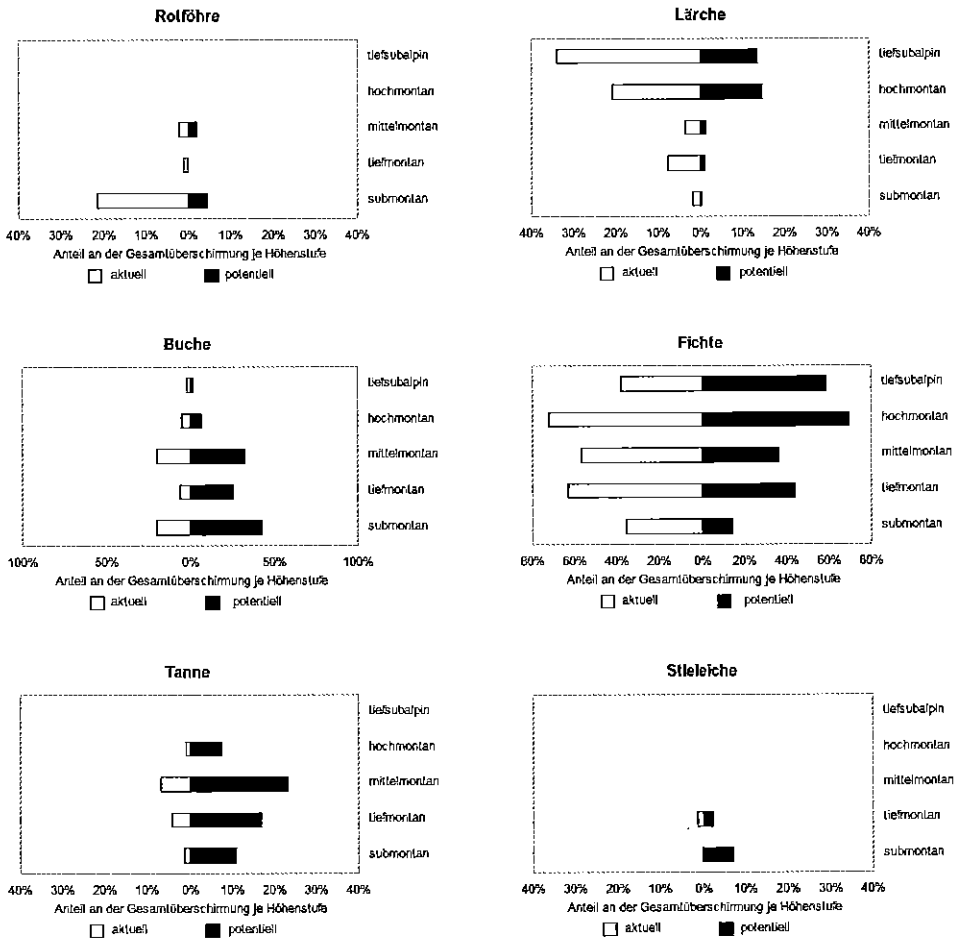 Rotföhre
tiefsubalpin
hochmontan
mittelmontan
tiefmontan
submontan
40% 30% 20% 10% 0% 10% 20% 30% 40%
Anteil an der Gesamtüberschirmung je Höhenstufe
aktuell potentiell
Lärche
tiefsubalpin
hochmontan
mittelmontan
tiefmontan
submontan
40% 30% 20% 10% 0% 10% 20% 30% 40%
Anteil an der Gesamtüberschirmung je Höhenstufe
aktuell potentiell
Buche
tiefsubalpin
hochmontan
mittelmontan
tiefmontan
submontan
100% 50% 0% 50% 100%
Anteil an der Gesamtüberschirmung je Höhenstufe
aktuell potentiell
Fichte
tiefsubalpin
hochmontan
mittelmontan
tiefmontan
submontan
80% 60% 40% 20% 0% 20% 40% 60% 80%
Anteil an der Gesamtüberschirmung je Höhenstufe
aktuell potentiell
Tanne
tiefsubalpin
hochmontan
mittelmontan
tiefmontan
submontan
40% 30% 20% 10% 0% 10% 20% 30% 40%
Anteil an der Gesamtüberschirmung je Höhenstufe
aktuell potentiell
Stieleiche
tiefsubalpin
hochmontan
mittelmontan
tiefmontan
submontan
40% 30% 20% 10% 0% 10% 20% 30% 40%
Anteil an der Gesamtüberschirmung je Höhenstufe
aktuell potentiell